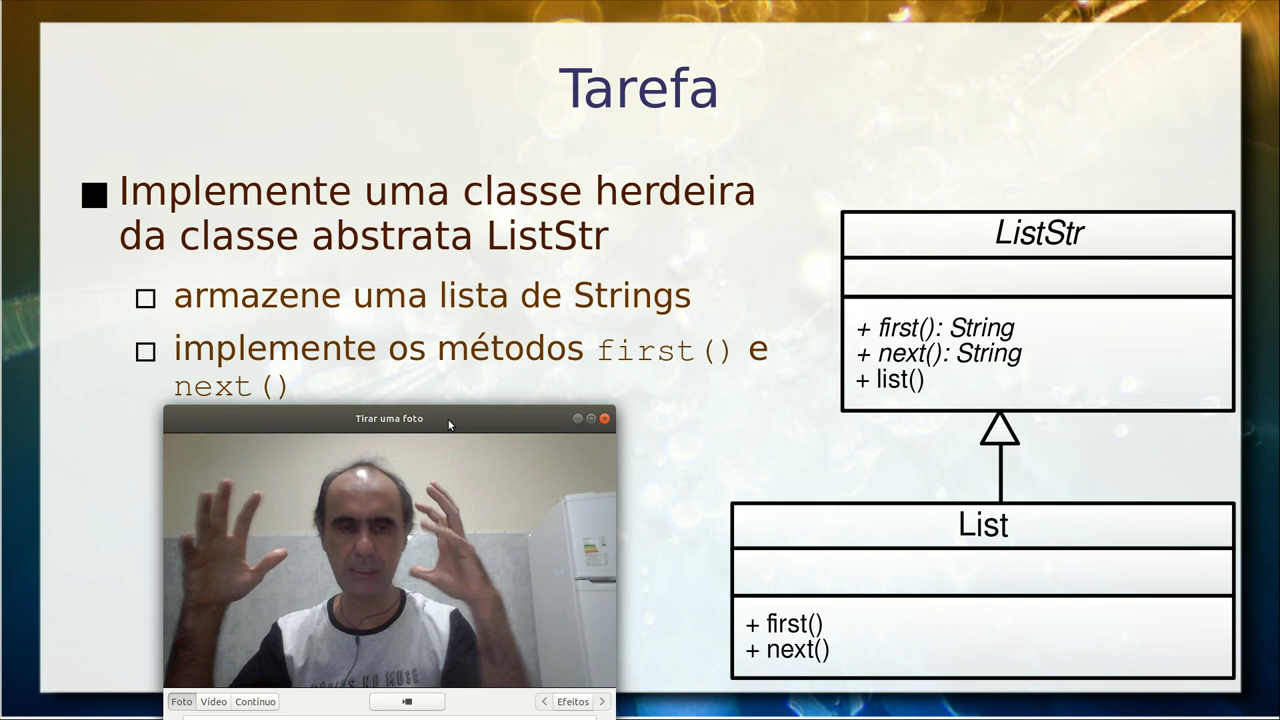 Tarefa
Implemente uma classe herdeira
da classe abstrata ListStr
armazene uma lista de Strings
implemente os métodos first() e
next()
ListStr
+ first(): String
+ next(): String
+ list()
List
+ first()
+ next()
Tirar uma foto
Foto Vídeo Contínuo
Efeitos